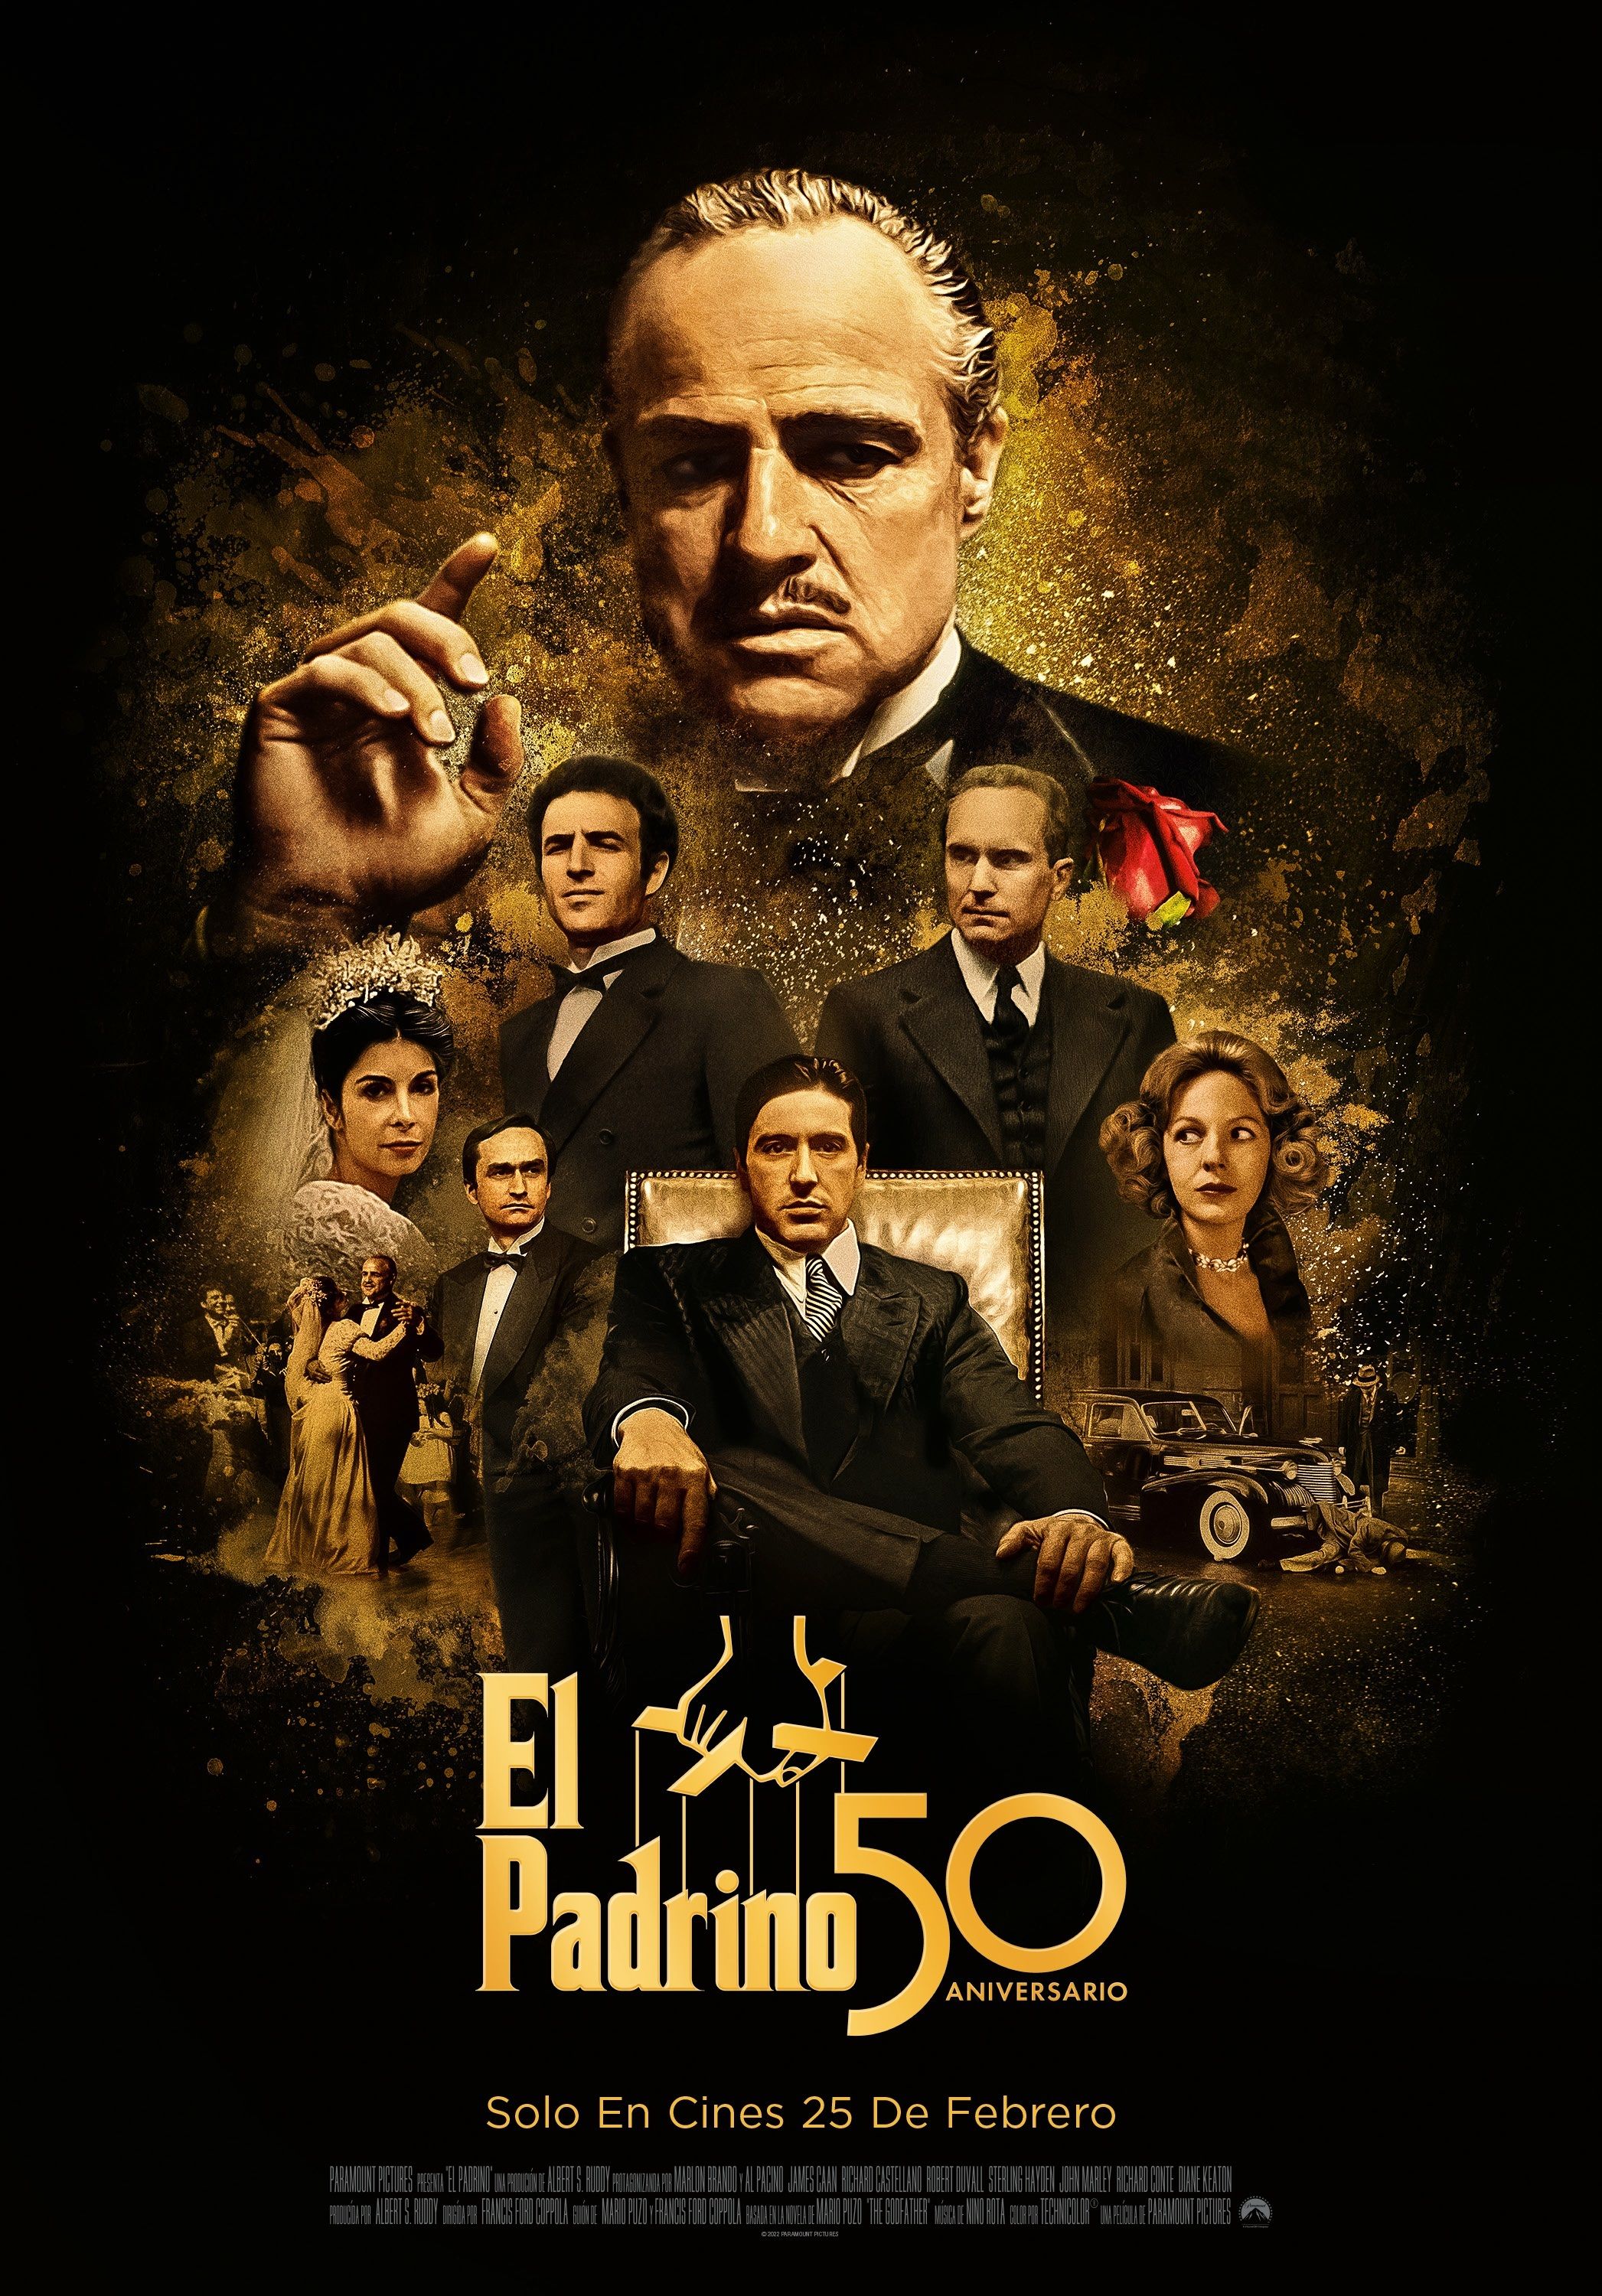 El
Padrino
50
ANIVERSARIO
Solo En Cines 25 De Febrero
PARAMOUNT PICTURES PRESENTA "EL PADRINO" UNA PRODUCIÓN DE ALBERT S. RUDDY PROTAGONIZANDA POR MARLON BRANDO Y AL PACINO JAMES CAAN RICHARD CASTELLANO ROBERT DUVALL STERLING HAYDEN JOHN MARLEY RICHARD CONTE DIANE KEATON
PRODUCIDA POR ALBERT S. RUDDY DIRIGIDA POR FRANCIS FORD COPPOLA GUIÓN DE MARIO PUZO Y FRANCIS FORD COPPOLA BASADA EN LA NOVELA DE MARIO PUZO "THE GODFATHER" MÚSICA DE NINO ROTA COLOR POR TECHNICOLOR® UNA PELÍCULA DE PARAMOUNT PICTURES
© 2022 PARAMOUNT PICTURES